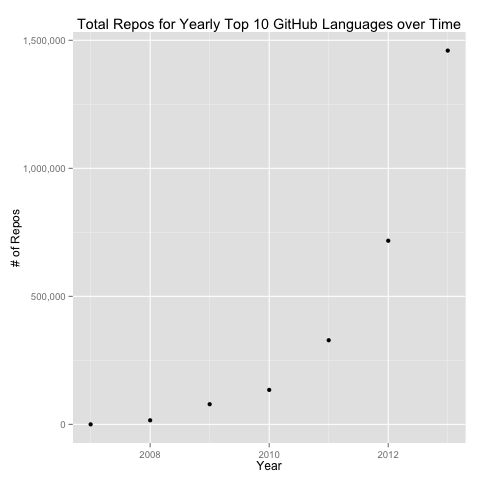 Total Repos for Yearly Top 10 GitHub Languages over Time
1,500,000
1,000,000
500,000
0
# of Repos
2008
2010
2012
Year